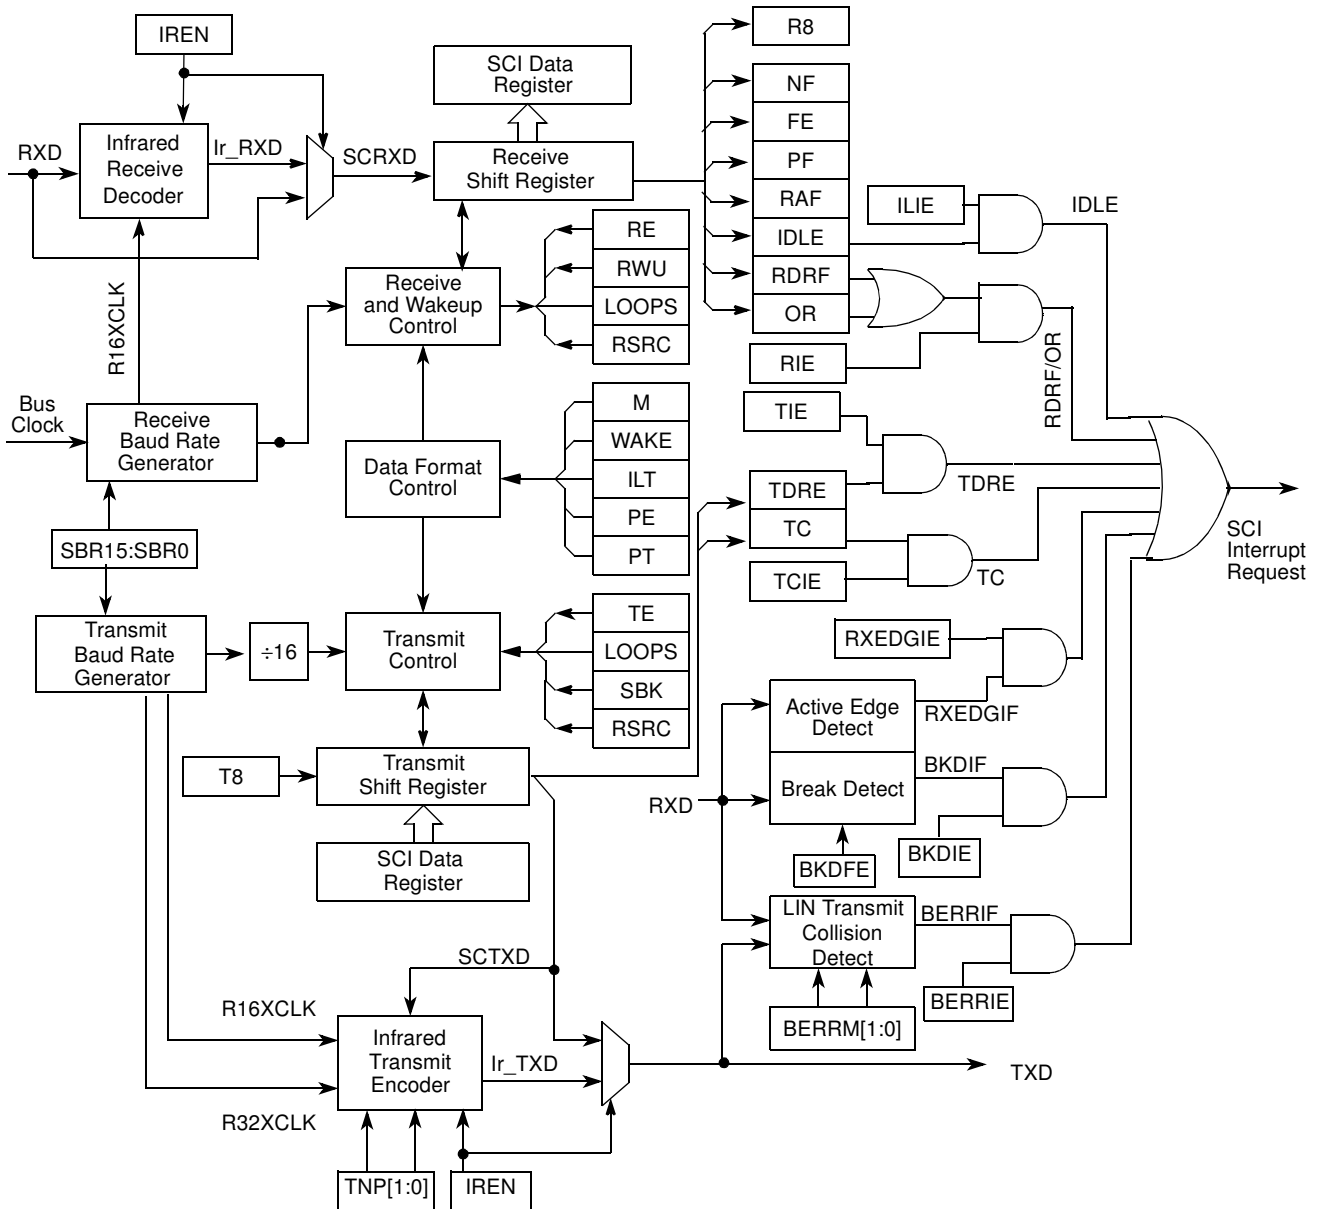 IREN
R8
SCI Data
Register
NF
FE
PF
RAF
IDLE
RDRF
OR
RXD
Infrared
Receive
Decoder
Ir_RXD
SCRXD
Receive
Shift Register
ILIE
IDLE
RE
RWU
LOOPS
RSRC
Receive
and Wakeup
Control
R16XCLK
RIE
RDRF/OR
Bus
Clock
Receive
Baud Rate
Generator
M
WAKE
ILT
PE
PT
TIE
Data Format
Control
TDRE
TC
TDRE
SBR15:SBR0
TCIE
TC
SCI
Interrupt
Request
Transmit
Baud Rate
Generator
÷16
Transmit
Control
TE
LOOPS
SBK
RSRC
RXEDGIE
Active Edge
Detect
RXEDGIF
T8
Transmit
Shift Register
RXD
Break Detect
BKDIF
BKDIE
BKDFE
SCI Data
Register
LIN Transmit
Collision
Detect
BERRIF
BERRIE
BERRM[1:0]
SCTXD
R16XCLK
Infrared
Transmit
Encoder
Ir_TXD
TXD
R32XCLK
TNP[1:0]
IREN